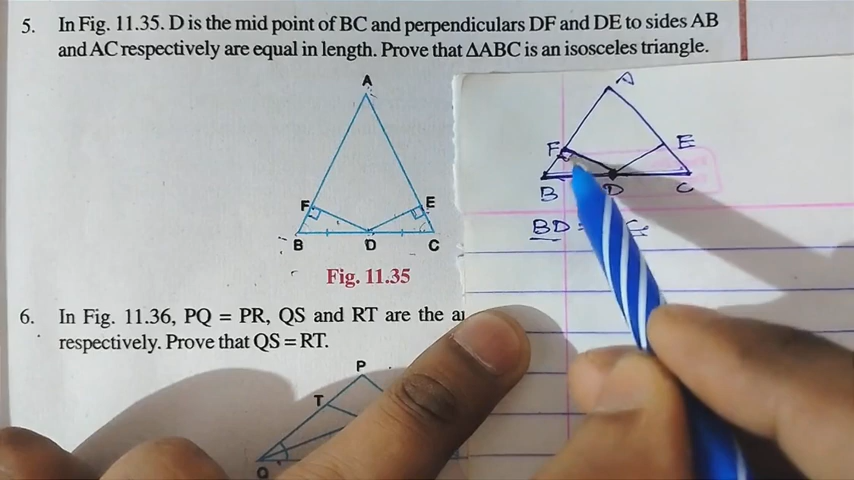 5. In Fig. 11.35. D is the mid point of BC and perpendiculars DF and DE to sides AB
and AC respectively are equal in length. Prove that ΔABC is an isosceles triangle.
A
F E
B D C
Fig. 11.35
A
F E
B D C
BD =
6. In Fig. 11.36, PQ = PR, QS and RT are the
respectively. Prove that QS = RT.
P
T
Q